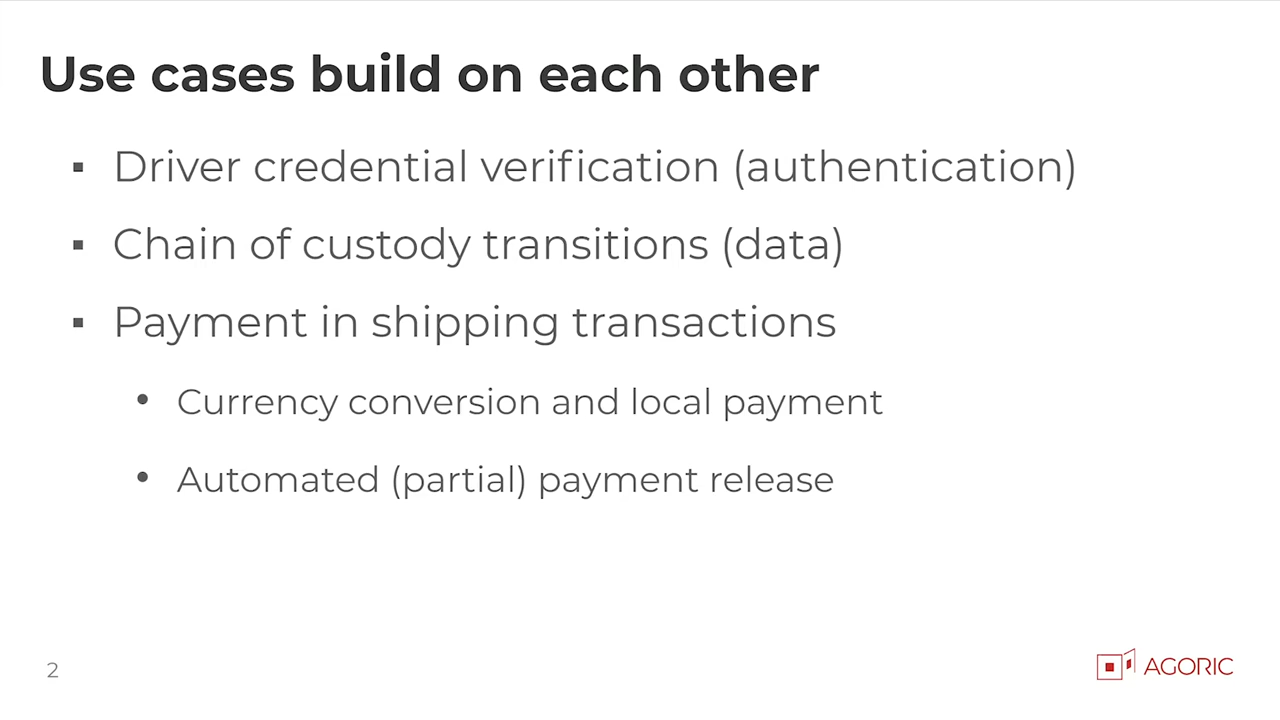 Use cases build on each other
▪ Driver credential verification (authentication)
▪ Chain of custody transitions (data)
▪ Payment in shipping transactions
• Currency conversion and local payment
• Automated (partial) payment release
2
AGORIC